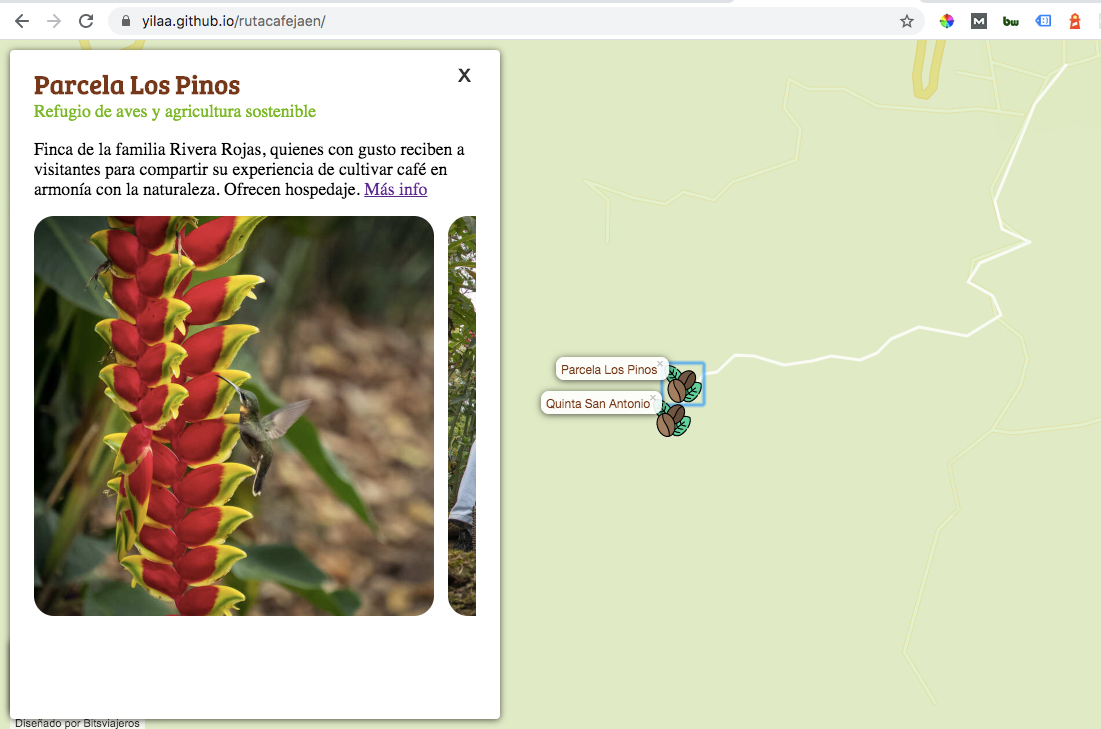 yilaa.github.io/rutacafejaen/
M
bw
Parcela Los Pinos
X
Refugio de aves y agricultura sostenible
Finca de la familia Rivera Rojas, quienes con gusto reciben a
visitantes para compartir su experiencia de cultivar café en
armonía con la naturaleza. Ofrecen hospedaje. Más info
Parcela Los Pinos ×
Quinta San Antonio ×
Diseñado por Bitsviajeros